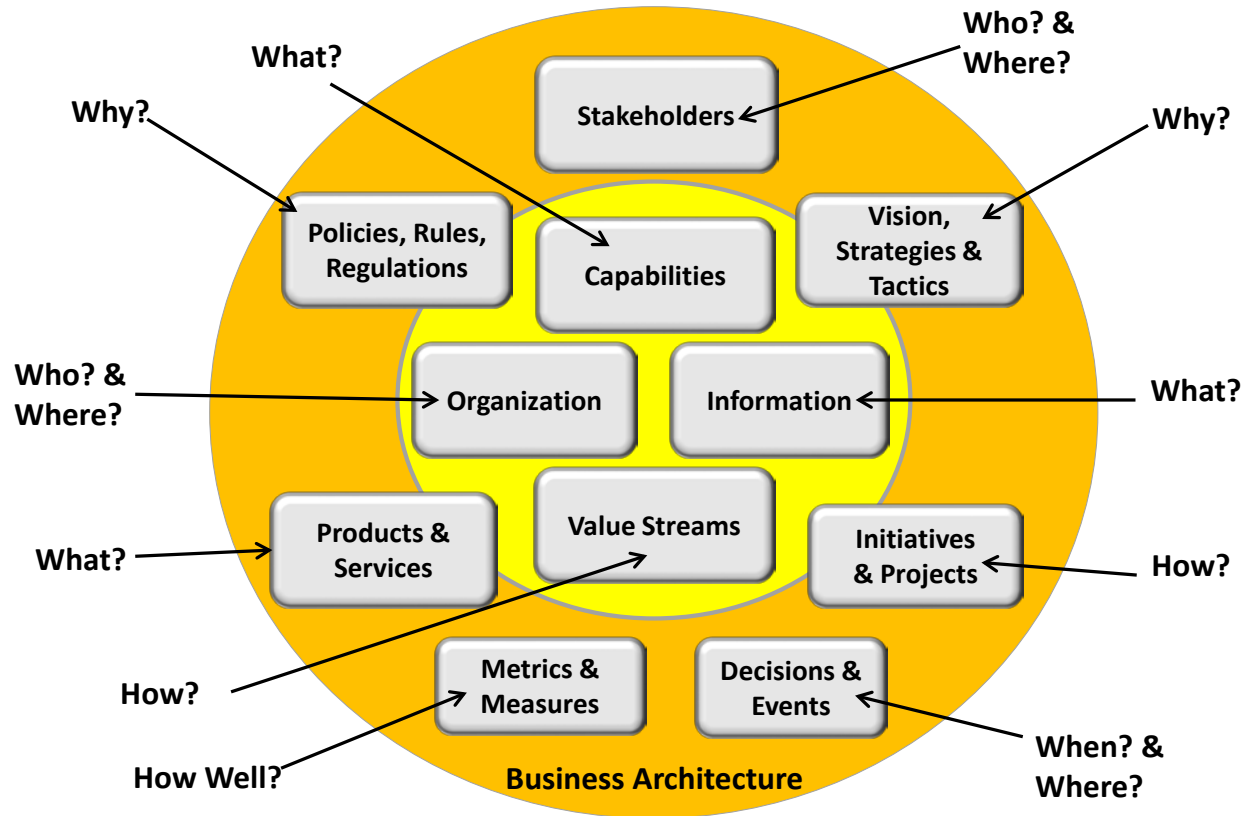 Who? &
Where?
What?
Why?
Stakeholders
Why?
Policies, Rules,
Regulations
Capabilities
Vision,
Strategies &
Tactics
Who? &
Where?
Organization
Information
What?
What?
Products &
Services
Value Streams
Initiatives
& Projects
How?
How?
Metrics &
Measures
Decisions &
Events
How Well?
Business Architecture
When? &
Where?